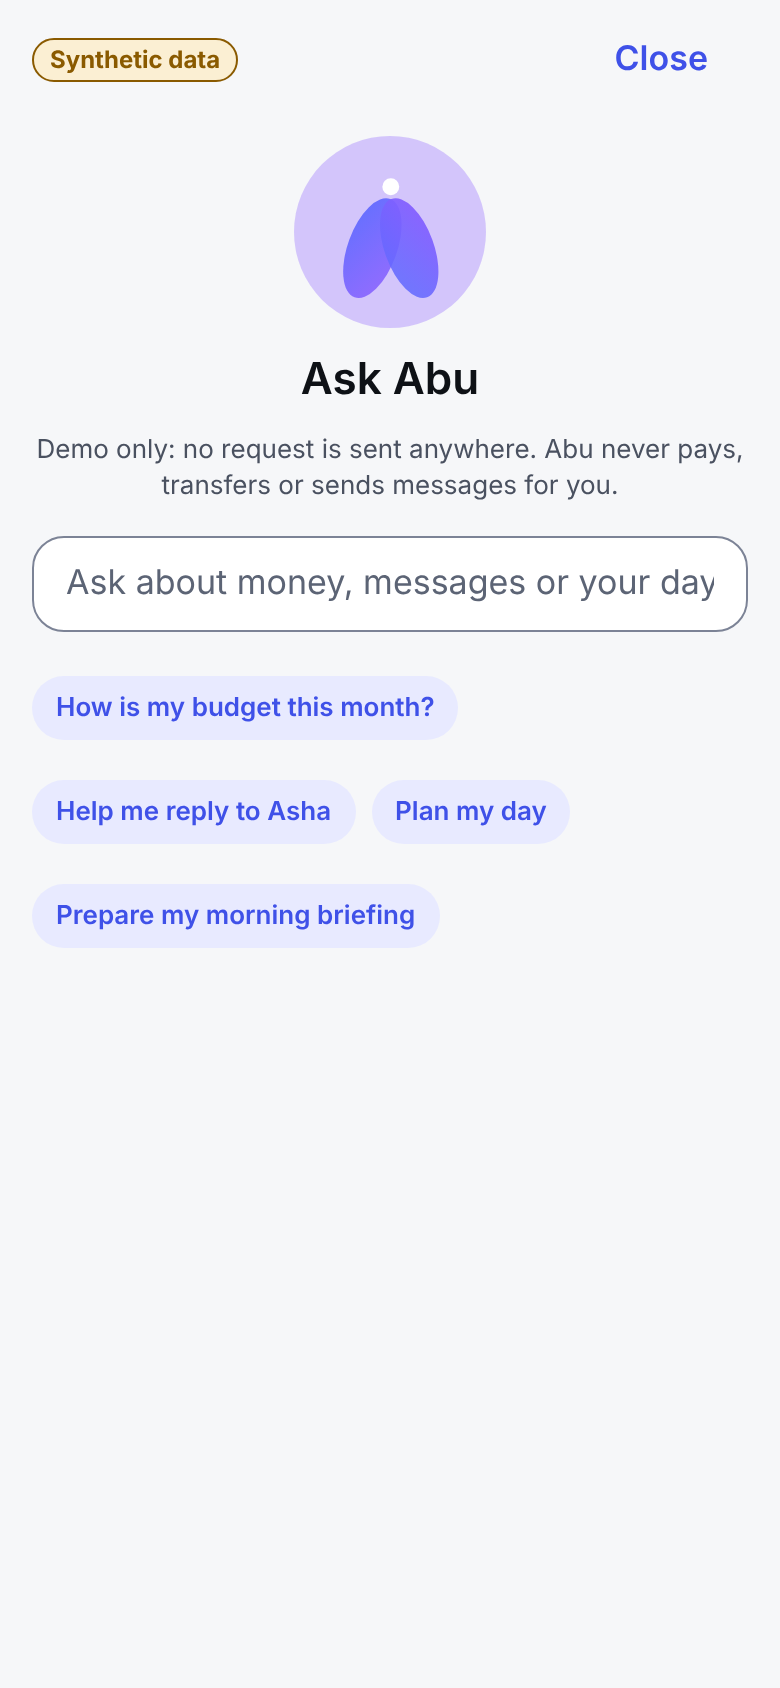 Synthetic data
Close
Ask Abu
Demo only: no request is sent anywhere. Abu never pays,
transfers or sends messages for you.
Ask about money, messages or your day
How is my budget this month?
Help me reply to Asha
Plan my day
Prepare my morning briefing